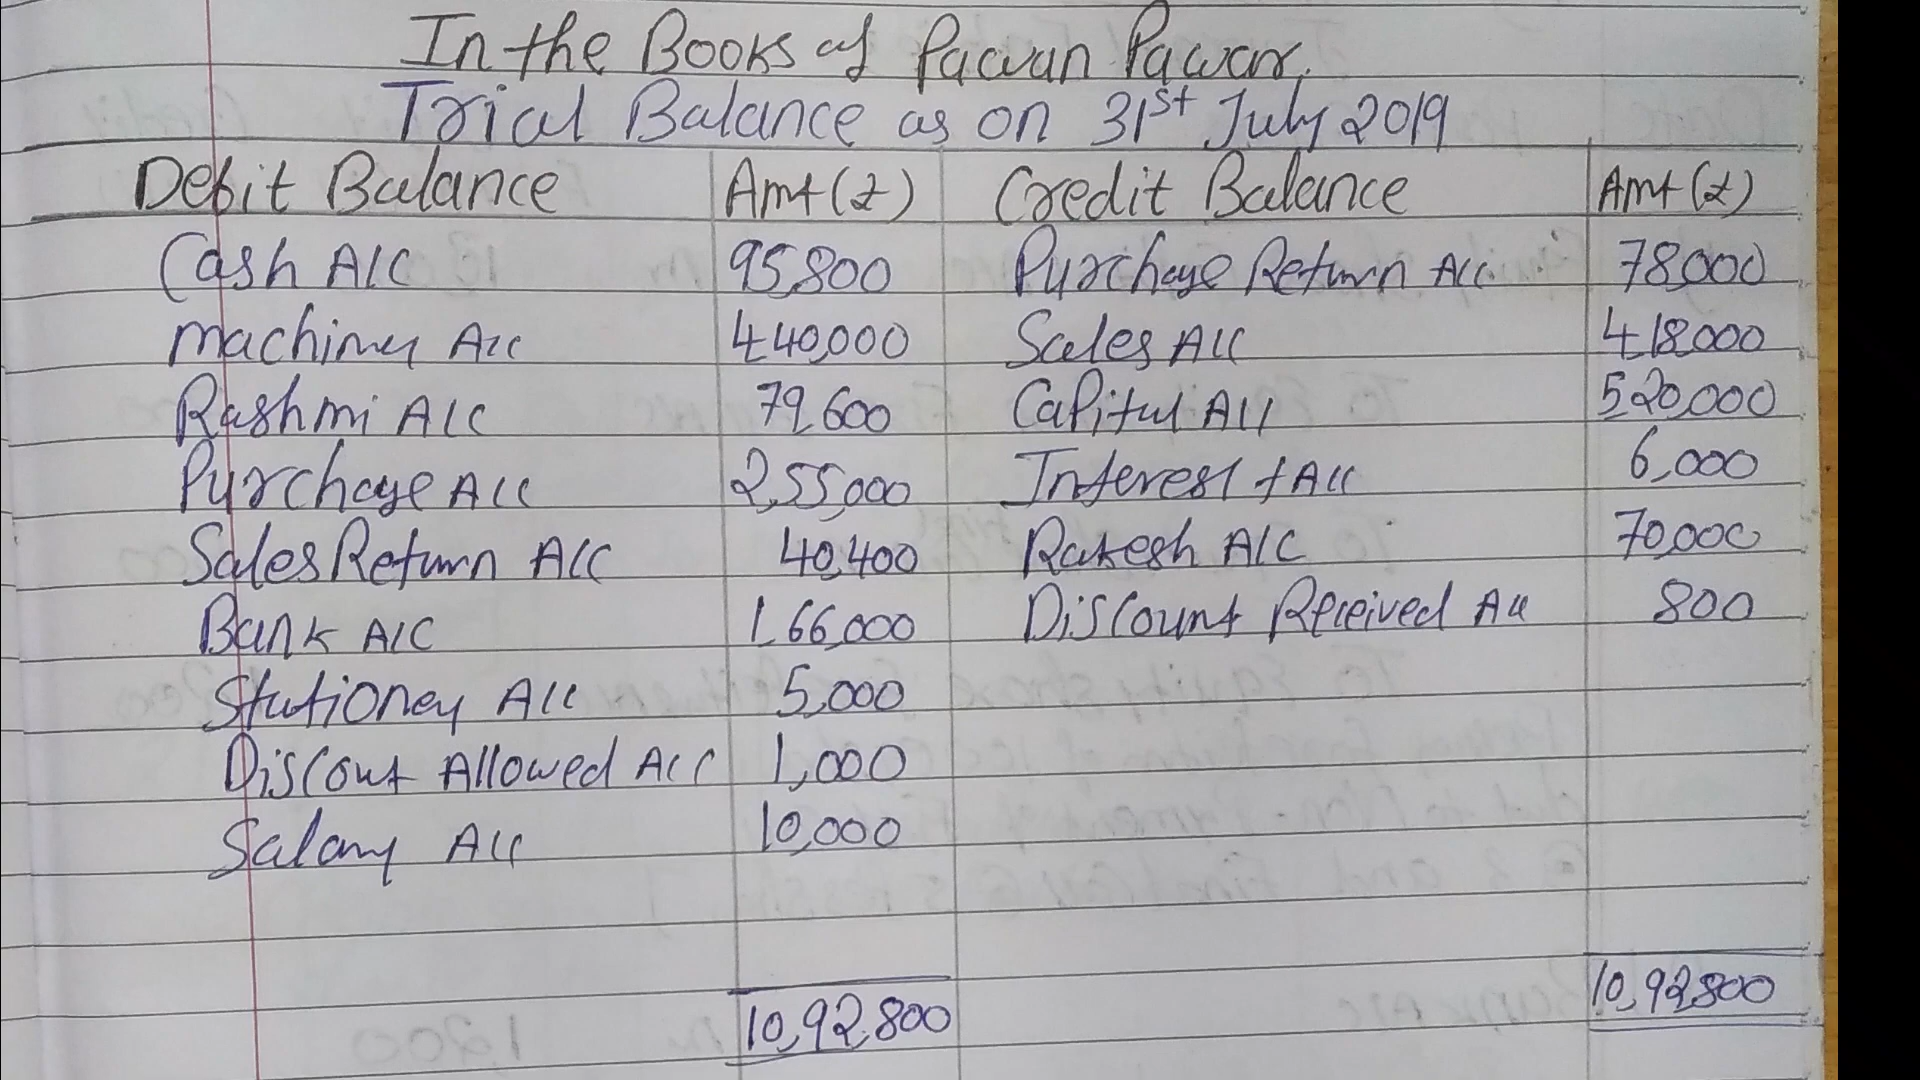 In the Books of Pawan Pawar.
Trial Balance as on 31st July 2019
Debit Balance Amt (₹) Credit Balance Amt (₹)
Cash A/C 95,800 Purchase Return A/C 78,000
Machinery A/C 4,40,000 Sales A/C 4,18,000
Rashmi A/C 79,600 Capital A/C 5,20,000
Purchase A/C 2,55,000 Interest A/C 6,000
Sales Return A/C 40,400 Rakesh A/C 70,000
Bank A/C 1,66,000 Discount Received A/C 800
Stationey A/C 5,000
Discout Allowed A/C 1,000
Salary A/C 10,000
10,92,800 10,92,800